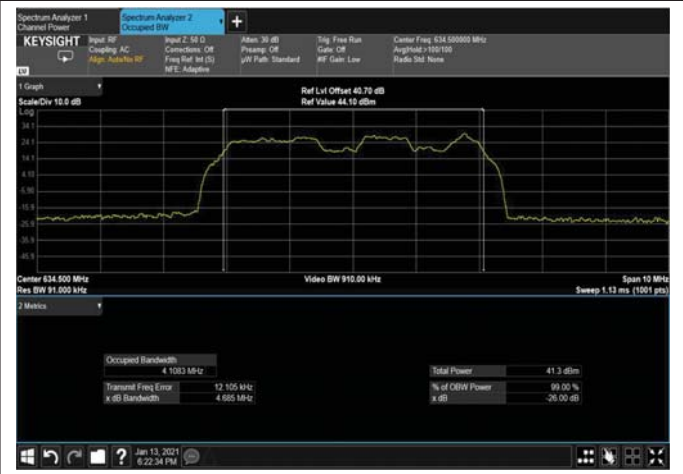 Spectrum Analyzer 1
Channel Power
Spectrum Analyzer 2
Occupied BW
+
KEYSIGHT
Input: RF
Coupling: AC
Align: Auto/No RF
Input Z: 50 Ω
Corrections: Off
Freq Ref: Int (S)
NFE: Adaptive
Atten: 30 dB
Preamp: Off
µW Path: Standard
Trig: Free Run
Gate: Off
#IF Gain: Low
Center Freq: 634.500000 MHz
Avg|Hold:>100/100
Radio Std: None
1 Graph
Scale/Div 10.0 dB
Ref Lvl Offset 40.70 dB
Ref Value 44.10 dBm
Log
34.1
24.1
14.1
4.10
-5.90
-15.9
-25.9
-35.9
-45.9
Center 634.500 MHz
Res BW 91.000 kHz
Video BW 910.00 kHz
Span 10 MHz
Sweep 1.13 ms (1001 pts)
2 Metrics
Occupied Bandwidth
4.1083 MHz
Transmit Freq Error 12.105 kHz
x dB Bandwidth 4.685 MHz
Total Power 41.3 dBm
% of OBW Power 99.00 %
x dB -26.00 dB
?
Jan 13, 2021
6:22:34 PM